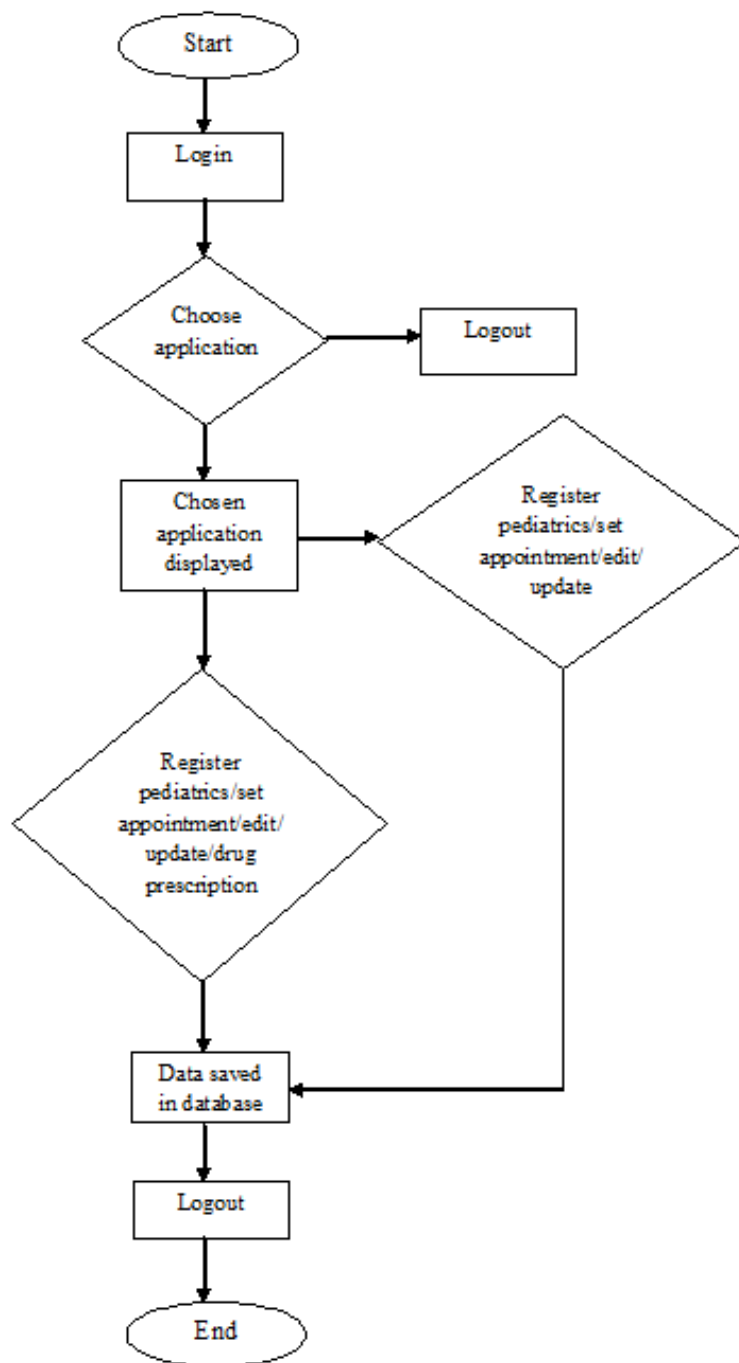 Start
Login
Choose
application
Logout
Chosen
application
displayed
Register
pediatrics/set
appointment/edit/
update
Register
pediatrics/set
appointment/edit/
update/drug
prescription
Data saved
in database
Logout
End